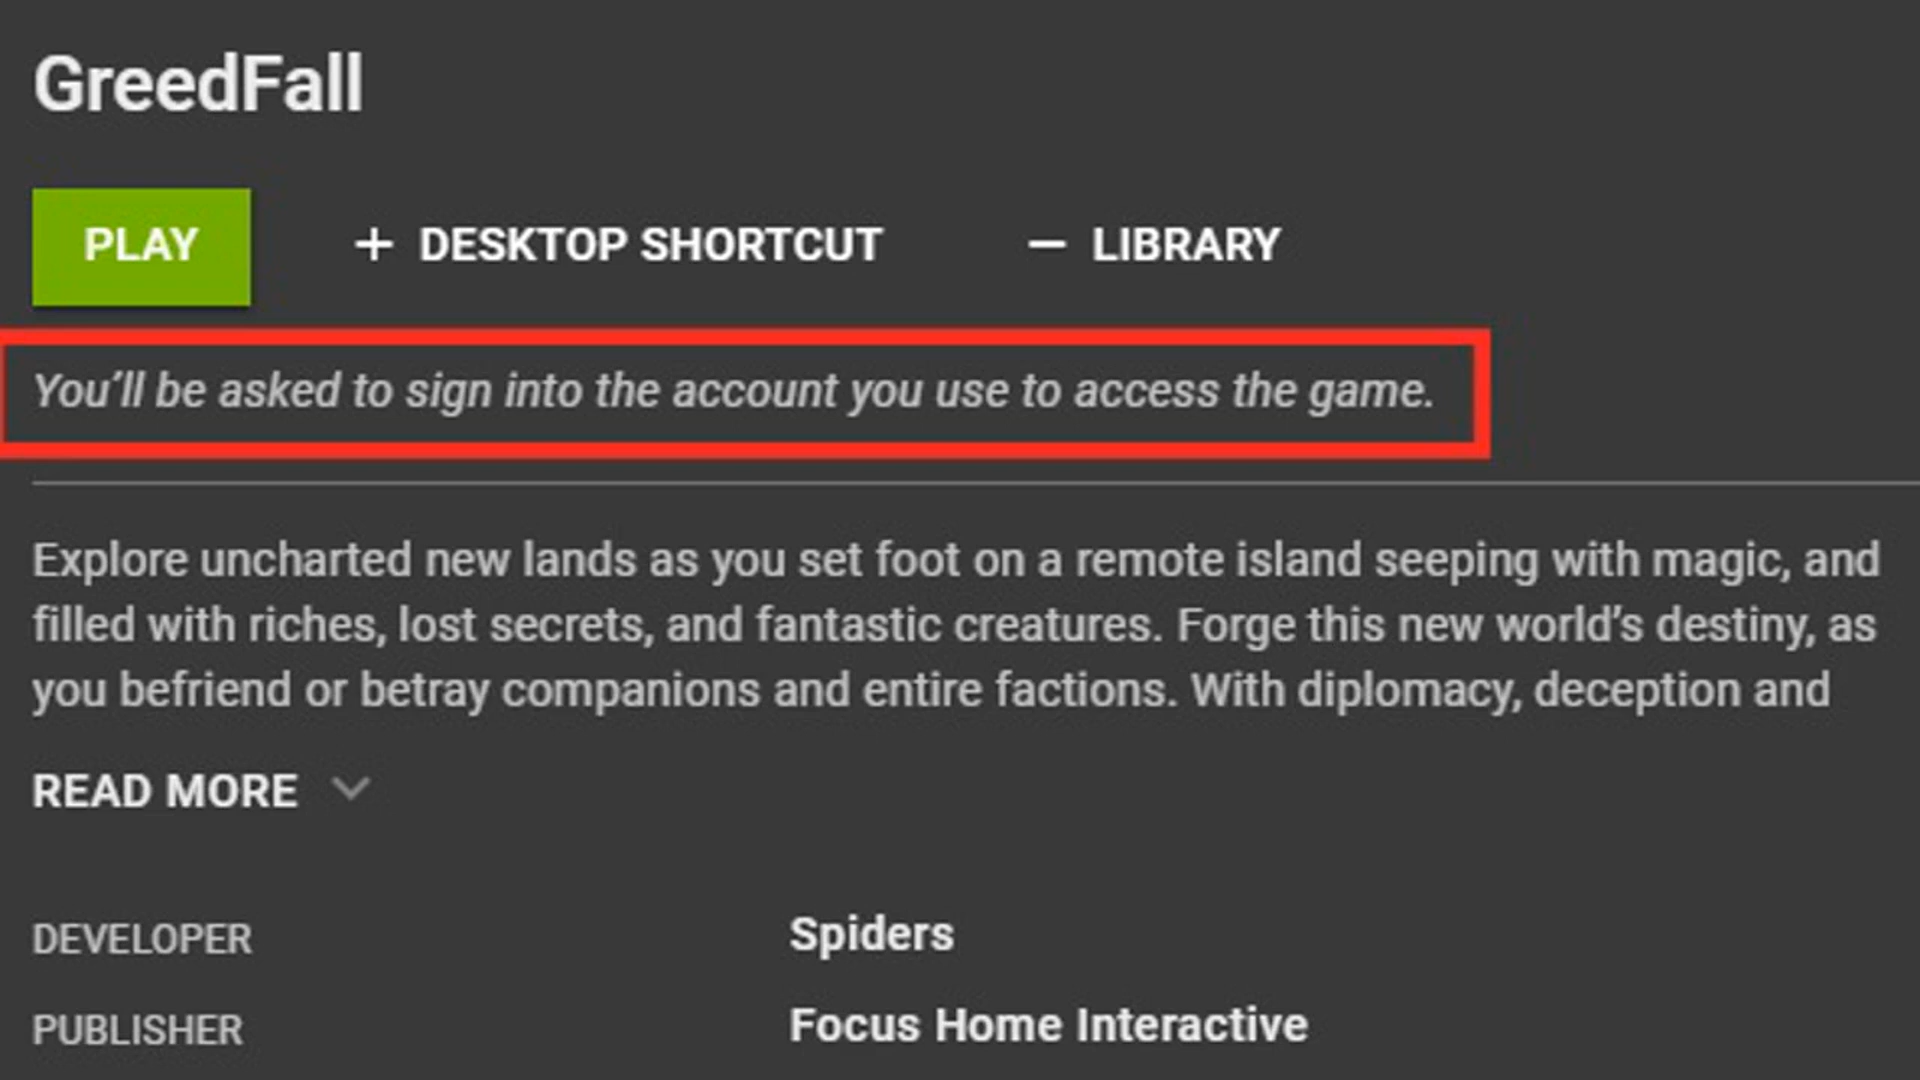 GreedFall
PLAY
+ DESKTOP SHORTCUT
− LIBRARY
You’ll be asked to sign into the account you use to access the game.
Explore uncharted new lands as you set foot on a remote island seeping with magic, and
filled with riches, lost secrets, and fantastic creatures. Forge this new world’s destiny, as
you befriend or betray companions and entire factions. With diplomacy, deception and
READ MORE
DEVELOPER
Spiders
PUBLISHER
Focus Home Interactive